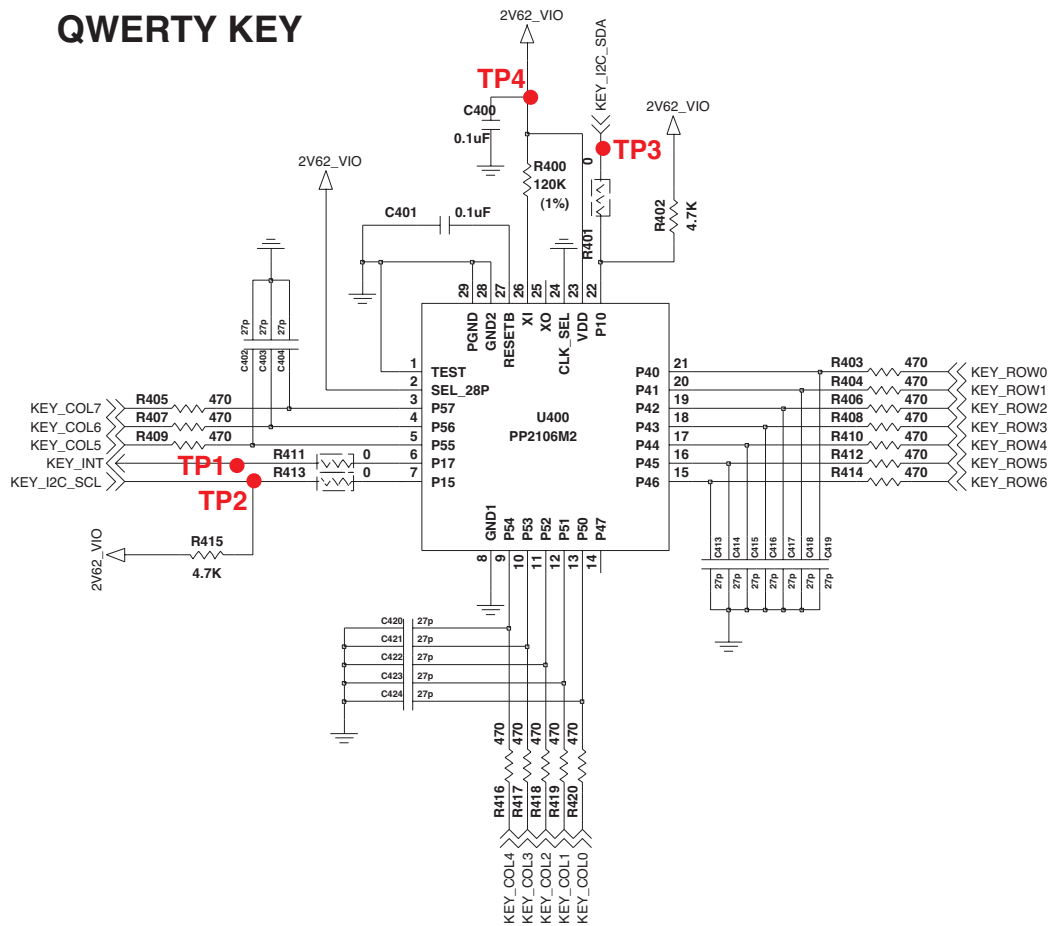 QWERTY KEY
2V62_VIO
KEY_I2C_SDA
TP4
C400
0.1uF
2V62_VIO
TP3
0
R401
R400
120K
(1%)
R402
4.7K
2V62_VIO
C401
0.1uF
27p
27p
27p
C402
C403
C404
29
28
27
26
25
24
23
22
PGND
GND2
RESETB
XI
XO
CLK_SEL
VDD
P10
1
TEST
2
SEL_28P
3
P57
4
P56
5
P55
6
P17
7
P15
U400
PP2106M2
KEY_COL7
R405
470
KEY_COL6
R407
470
KEY_COL5
R409
470
KEY_INT
TP1
R411
0
KEY_I2C_SCL
TP2
R413
0
2V62_VIO
R415
4.7K
P40
21
R403
470
KEY_ROW0
P41
20
R404
470
KEY_ROW1
P42
19
R406
470
KEY_ROW2
P43
18
R408
470
KEY_ROW3
P44
17
R410
470
KEY_ROW4
P45
16
R412
470
KEY_ROW5
P46
15
R414
470
KEY_ROW6
GND1
P54
P53
P52
P51
P50
P47
8
9
10
11
12
13
14
C413
C414
C415
C416
C417
C418
C419
27p
27p
27p
27p
27p
27p
27p
C420
27p
C421
27p
C422
27p
C423
27p
C424
27p
470
470
470
470
470
R416
R417
R418
R419
R420
KEY_COL4
KEY_COL3
KEY_COL2
KEY_COL1
KEY_COL0